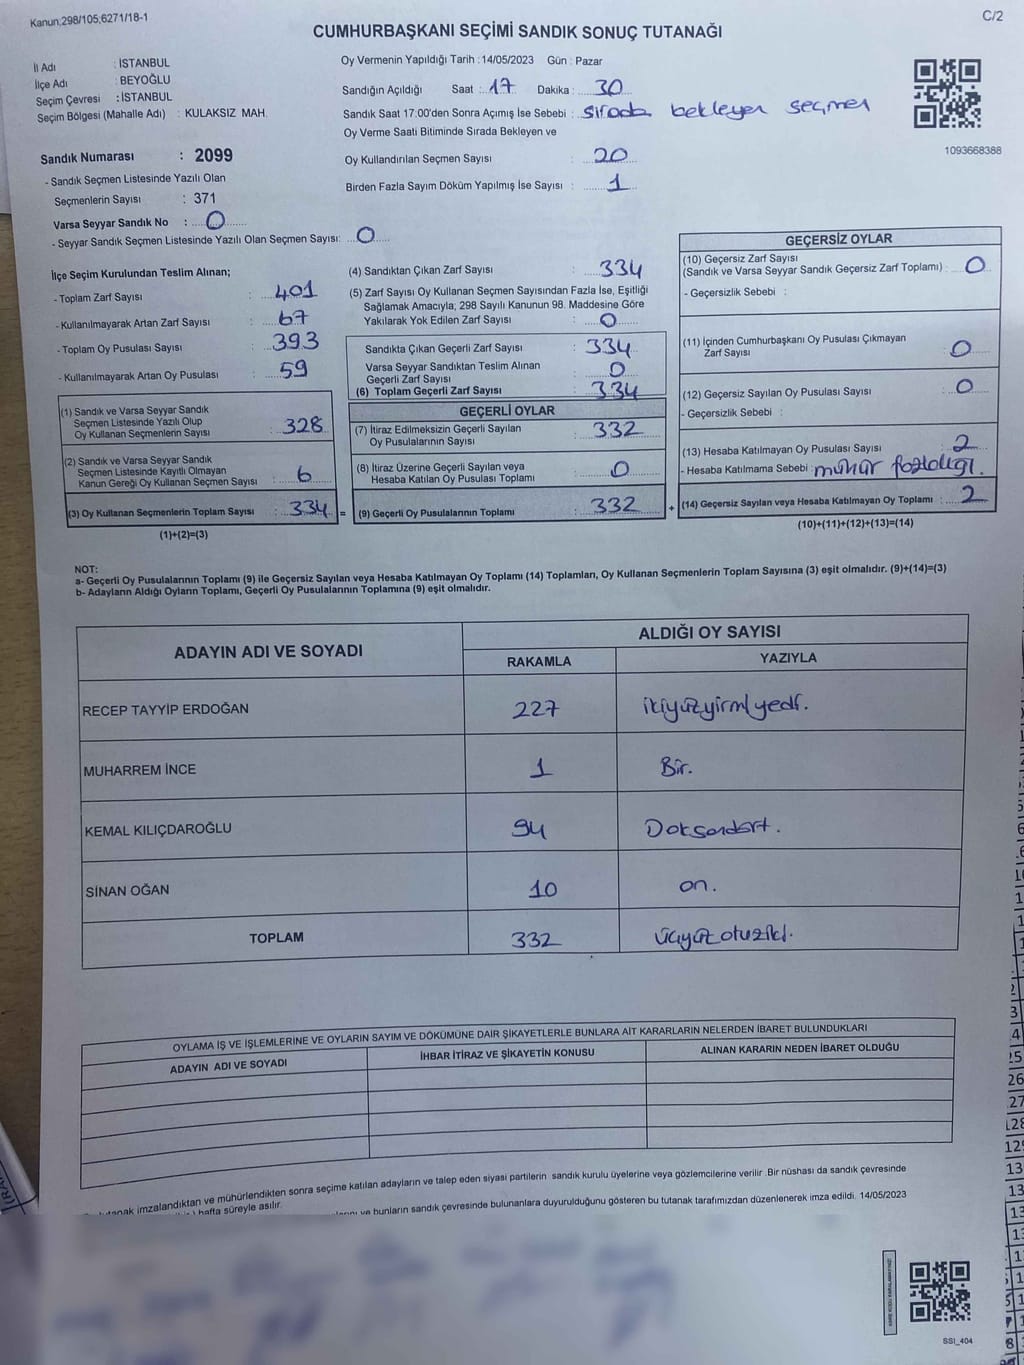 Kanun;298/105;6271/18-1
C/2
CUMHURBAŞKANI SEÇİMİ SANDIK SONUÇ TUTANAĞI
İl Adı : İSTANBUL
İlçe Adı : BEYOĞLU
Seçim Çevresi : İSTANBUL
Seçim Bölgesi (Mahalle Adı) : KULAKSIZ MAH.
Sandık Numarası : 2099
- Sandık Seçmen Listesinde Yazılı Olan
Seçmenlerin Sayısı : 371
Varsa Seyyar Sandık No : 0
- Seyyar Sandık Seçmen Listesinde Yazılı Olan Seçmen Sayısı: 0
Oy Vermenin Yapıldığı Tarih : 14/05/2023 Gün : Pazar
Sandığın Açıldığı Saat : 17 Dakika : 30
Sandık Saat 17:00'den Sonra Açımış İse Sebebi : sırada bekleyen seçmen
Oy Verme Saati Bitiminde Sırada Bekleyen ve
Oy Kullandırılan Seçmen Sayısı : 20
Birden Fazla Sayım Döküm Yapılmış İse Sayısı : 1
1093668388
İlçe Seçim Kurulundan Teslim Alınan;
- Toplam Zarf Sayısı : 401
- Kullanılmayarak Artan Zarf Sayısı : 67
- Toplam Oy Pusulası Sayısı : 393
- Kullanılmayarak Artan Oy Pusulası : 59
(1) Sandık ve Varsa Seyyar Sandık
Seçmen Listesinde Yazılı Olup
Oy Kullanan Seçmenlerin Sayısı : 328
(2) Sandık ve Varsa Seyyar Sandık
Seçmen Listesinde Kayıtlı Olmayan
Kanun Gereği Oy Kullanan Seçmen Sayısı : 6
(3) Oy Kullanan Seçmenlerin Toplam Sayısı : 334 =
(1)+(2)=(3)
(4) Sandıktan Çıkan Zarf Sayısı : 334
(5) Zarf Sayısı Oy Kullanan Seçmen Sayısından Fazla İse, Eşitliği
Sağlamak Amacıyla, 298 Sayılı Kanunun 98. Maddesine Göre
Yakılarak Yok Edilen Zarf Sayısı : 0
Sandıkta Çıkan Geçerli Zarf Sayısı : 334
Varsa Seyyar Sandıktan Teslim Alınan
Geçerli Zarf Sayısı : 0
(6) Toplam Geçerli Zarf Sayısı : 334
GEÇERLİ OYLAR
(7) İtiraz Edilmeksizin Geçerli Sayılan
Oy Pusulalarının Sayısı : 332
(8) İtiraz Üzerine Geçerli Sayılan veya
Hesaba Katılan Oy Pusulası Toplamı : 0
(9) Geçerli Oy Pusulalarının Toplamı : 332 +
GEÇERSİZ OYLAR
(10) Geçersiz Zarf Sayısı
(Sandık ve Varsa Seyyar Sandık Geçersiz Zarf Toplamı) : 0
- Geçersizlik Sebebi :
(11) İçinden Cumhurbaşkanı Oy Pusulası Çıkmayan
Zarf Sayısı : 0
(12) Geçersiz Sayılan Oy Pusulası Sayısı : 0
- Geçersizlik Sebebi :
(13) Hesaba Katılmayan Oy Pusulası Sayısı : 2
- Hesaba Katılmama Sebebi : mühür fazlalığı.
(14) Geçersiz Sayılan veya Hesaba Katılmayan Oy Toplamı : 2
(10)+(11)+(12)+(13)=(14)
NOT:
a- Geçerli Oy Pusulalarının Toplamı (9) ile Geçersiz Sayılan veya Hesaba Katılmayan Oy Toplamı (14) Toplamları, Oy Kullanan Seçmenlerin Toplam Sayısına (3) eşit olmalıdır. (9)+(14)=(3)
b- Adayların Aldığı Oyların Toplamı, Geçerli Oy Pusulalarının Toplamına (9) eşit olmalıdır.
ADAYIN ADI VE SOYADI
ALDIĞI OY SAYISI
RAKAMLA YAZIYLA
RECEP TAYYİP ERDOĞAN 227 ikiyüzyirmiyedi.
MUHARREM İNCE 1 Bir.
KEMAL KILIÇDAROĞLU 94 Doksandört.
SİNAN OĞAN 10 on.
TOPLAM 332 üçyüzotuziki.
OYLAMA İŞ VE İŞLEMLERİNE VE OYLARIN SAYIM VE DÖKÜMÜNE DAİR ŞİKAYETLERLE BUNLARA AİT KARARLARIN NELERDEN İBARET BULUNDUKLARI
ADAYIN ADI VE SOYADI İHBAR İTİRAZ VE ŞİKAYETİN KONUSU ALINAN KARARIN NEDEN İBARET OLDUĞU
imzalandıktan ve mühürlendikten sonra seçime katılan adayların ve talep eden siyasi partilerin sandık kurulu üyelerine veya gözlemcilerine verilir .Bir nüshası da sandık çevresinde
hafta süreyle asılır.
ve bunların sandık çevresinde bulunanlara duyurulduğunu gösteren bu tutanak tarafımızdan düzenlenerek imza edildi. 14/05/2023
SSI_404